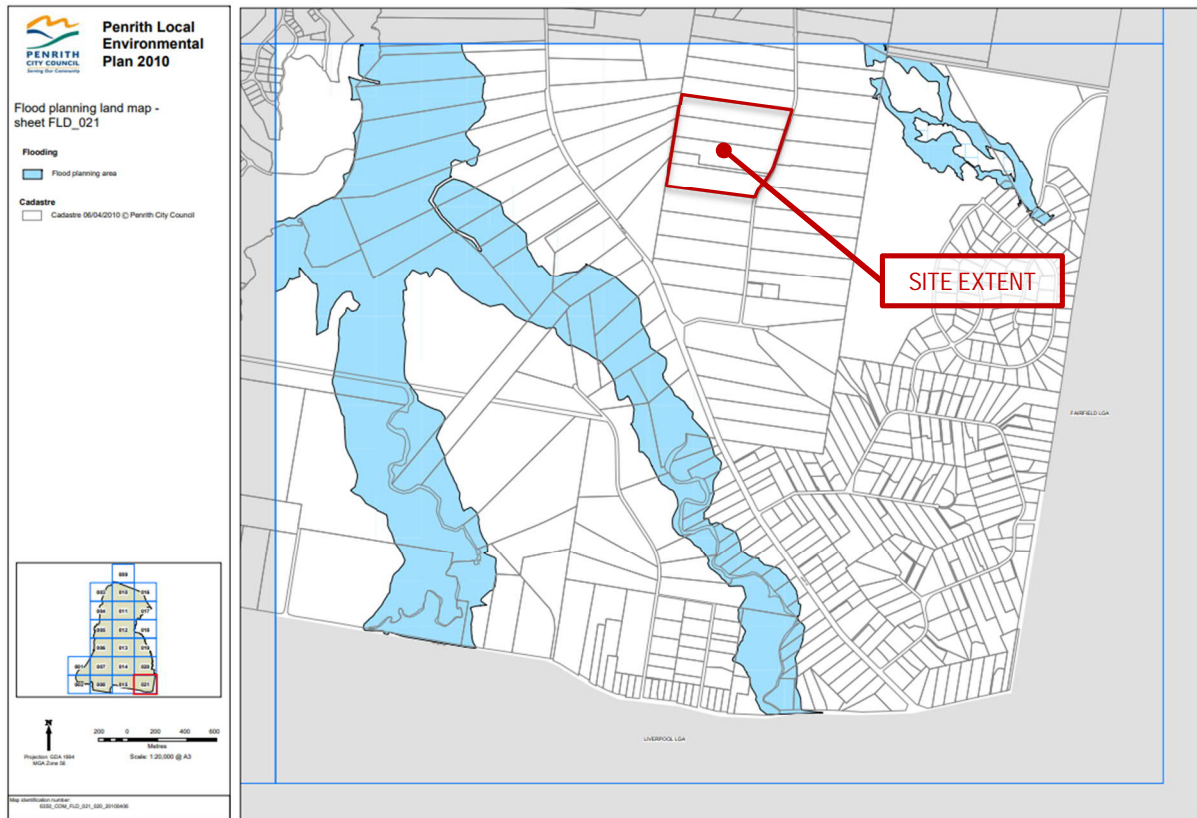 PENRITH
CITY COUNCIL
Serving Our Community
Penrith Local
Environmental
Plan 2010
Flood planning land map -
sheet FLD_021
Flooding
Flood planning area
Cadastre
Cadastre 06/04/2010 © Penrith City Council
SITE EXTENT
FAIRFIELD LGA
LIVERPOOL LGA
009
003 010 016
004 011 017
005 012 018
006 013 019
001 007 014 020
002 008 015 021
N
200 0 200 400 600
Metres
Projection: GDA 1994
MGA Zone 56
Scale: 1:20,000 @ A3
Map identification number:
6350_COM_FLD_021_020_20100406